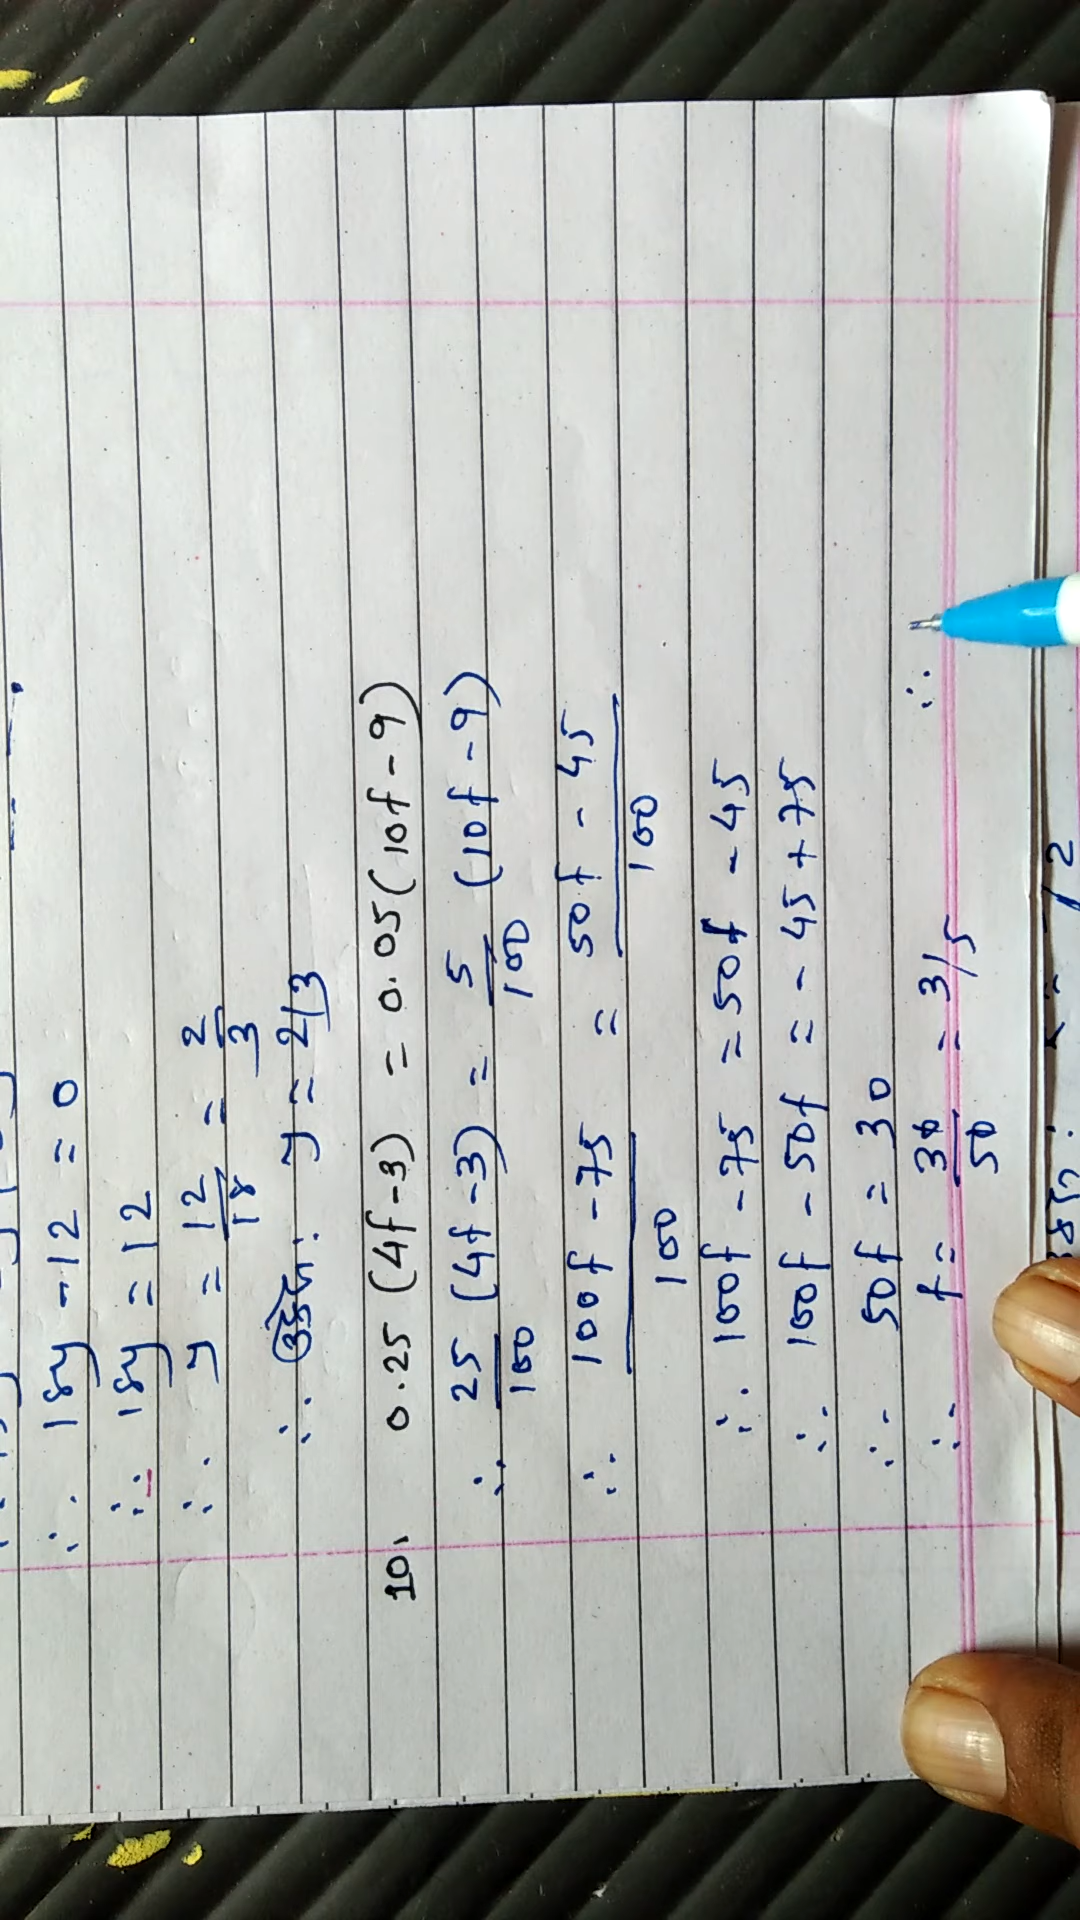 ∴ 18y - 12 = 0
∴ 18y = 12
∴ y = 12/18 = 2/3
∴ उत्तर : y = 2/3
10. 0.25 (4f - 3) = 0.05 (10f - 9)
∴ 25/100 (4f - 3) = 5/100 (10f - 9)
∴ 100f - 75/100 = 50f - 45/100
∴ 100f - 75 = 50f - 45
∴ 100f - 50f = - 45 + 75
∴ 50f = 30
∴ f = 30/50 = 3/5 ∴